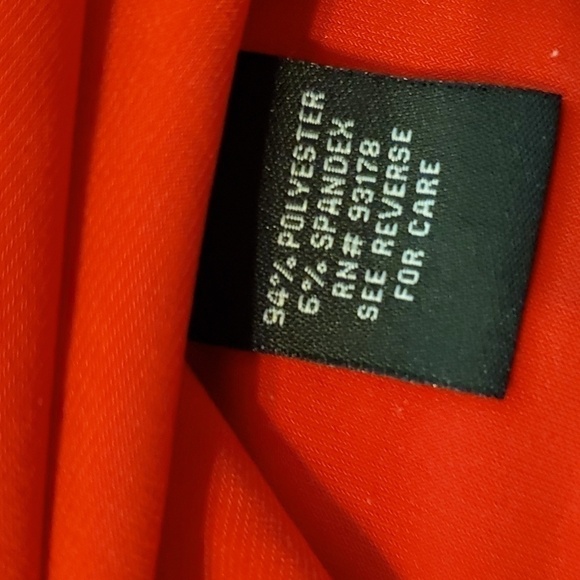 94% POLYESTER
6% SPANDEX
RN# 93178
SEE REVERSE
FOR CARE